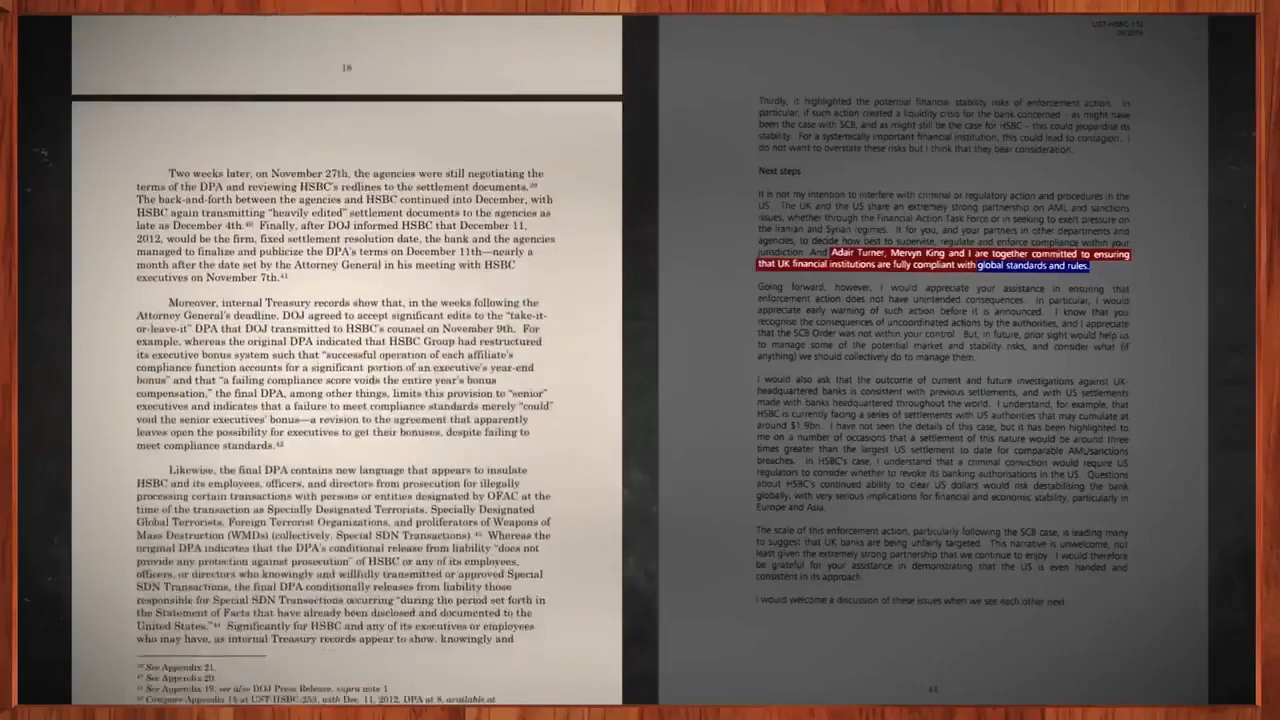 18
Two weeks later, on November 27th, the agencies were still negotiating the
terms of the DPA and reviewing HSBC's redlines to the settlement documents.39
The back-and-forth between the agencies and HSBC continued into December, with
HSBC again transmitting "heavily edited" settlement documents to the agencies as
late as December 4th.40 Finally, after DOJ informed HSBC that December 11,
2012, would be the firm, fixed settlement resolution date, the bank and the agencies
managed to finalize and publicize the DPA's terms on December 11th—nearly a
month after the date set by the Attorney General in his meeting with HSBC
executives on November 7th.41
Moreover, internal Treasury records show that, in the weeks following the
Attorney General's deadline, DOJ agreed to accept significant edits to the "take-it-
or-leave-it" DPA that DOJ transmitted to HSBC's counsel on November 9th. For
example, whereas the original DPA indicated that HSBC Group had restructured
its executive bonus system such that "successful operation of each affiliate's
compliance function accounts for a significant portion of an executive's year-end
bonus" and that "a failing compliance score voids the entire year's bonus
compensation," the final DPA, among other things, limits this provision to "senior"
executives and indicates that a failure to meet compliance standards merely "could"
void the senior executives' bonus—a revision to the agreement that apparently
leaves open the possibility for executives to get their bonuses, despite failing to
meet compliance standards.42
Likewise, the final DPA contains new language that appears to insulate
HSBC and its employees, officers, and directors from prosecution for illegally
processing certain transactions with persons or entities designated by OFAC at the
time of the transaction as Specially Designated Terrorists, Specially Designated
Global Terrorists, Foreign Terrorist Organizations, and proliferators of Weapons of
Mass Destruction (WMDs) (collectively, Special SDN Transactions).43 Whereas the
original DPA indicates that the DPA's conditional release from liability "does not
provide any protection against prosecution" of HSBC or any of its employees,
officers, or directors who knowingly and willfully transmitted or approved Special
SDN Transactions, the final DPA conditionally releases from liability those
responsible for Special SDN Transactions occurring "during the period set forth in
the Statement of Facts that have already been disclosed and documented to the
United States."44 Significantly for HSBC and any of its executives or employees
who may have, as internal Treasury records appear to show, knowingly and
39 See Appendix 21.
40 See Appendix 20.
41 See Appendix 19, see also DOJ Press Release, supra note 1
42 Compare Appendix 16 at UST-HSBC-253, with Dec. 11, 2012, DPA at 8, available at
UST-HSBC-112
Thirdly, it highlighted the potential financial stability risks of enforcement action. In
particular, if such action created a liquidity crisis for the bank concerned - as might have
been the case with SCB, and as might still be the case for HSBC - this could jeopardise its
stability. For a systemically important financial institution, this could lead to contagion. I
do not want to overstate these risks but I think that they bear consideration.
Next steps
It is not my intention to interfere with criminal or regulatory action and procedures in the
US. The UK and the US share an extremely strong partnership on AML and sanctions
issues, whether through the Financial Action Task Force or in seeking to exert pressure on
the Iranian and Syrian regimes. It is for you, and your partners in other departments and
agencies, to decide how best to supervise, regulate and enforce compliance within your
jurisdiction. And Adair Turner, Mervyn King and I are together committed to ensuring
that UK financial institutions are fully compliant with global standards and rules.
Going forward, however, I would appreciate your assistance in ensuring that
enforcement action does not have unintended consequences. In particular, I would
appreciate early warning of such action before it is announced. I know that you
recognise the consequences of uncoordinated actions by the authorities, and I appreciate
that the SCB Order was not within your control. But, in future, prior sight would help us
to manage some of the potential market and stability risks, and consider what (if
anything) we should collectively do to manage them.
I would also ask that the outcome of current and future investigations against UK-
headquartered banks is consistent with previous settlements, and with US settlements
made with banks headquartered throughout the world. I understand, for example, that
HSBC is currently facing a series of settlements with US authorities that may cumulate at
around $1.9bn. I have not seen the details of this case, but it has been highlighted to
me on a number of occasions that a settlement of this nature would be around three
times greater than the largest US settlement to date for comparable AML/sanctions
breaches. In HSBC's case, I understand that a criminal conviction would require US
regulators to consider whether to revoke its banking authorisations in the US. Questions
about HSBC's continued ability to clear US dollars would risk destabilising the bank
globally, with very serious implications for financial and economic stability, particularly in
Europe and Asia.
The scale of this enforcement action, particularly following the SCB case, is leading many
to suggest that UK banks are being unfairly targeted. This narrative is unwelcome, not
least given the extremely strong partnership that we continue to enjoy. I would therefore
be grateful for your assistance in demonstrating that the US is even handed and
consistent in its approach.
I would welcome a discussion of these issues when we see each other next.
44